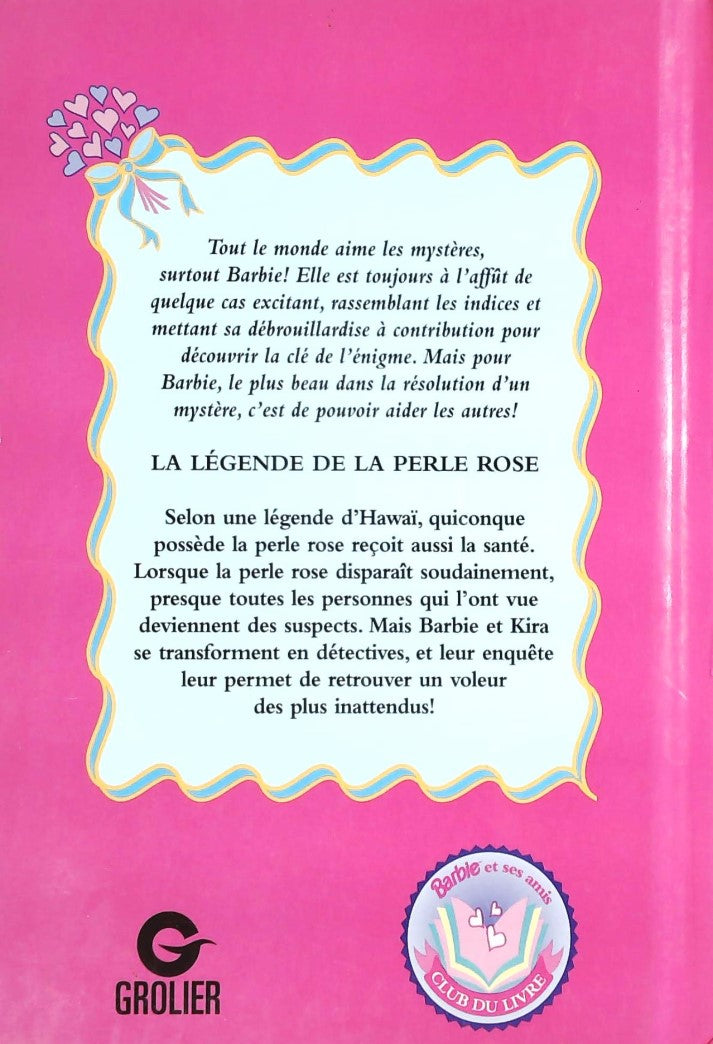 Tout le monde aime les mystères,
surtout Barbie! Elle est toujours à l'affût de
quelque cas excitant, rassemblant les indices et
mettant sa débrouillardise à contribution pour
découvrir la clé de l'énigme. Mais pour
Barbie, le plus beau dans la résolution d'un
mystère, c'est de pouvoir aider les autres!
LA LÉGENDE DE LA PERLE ROSE
Selon une légende d'Hawaï, quiconque
possède la perle rose reçoit aussi la santé.
Lorsque la perle rose disparaît soudainement,
presque toutes les personnes qui l'ont vue
deviennent des suspects. Mais Barbie et Kira
se transforment en détectives, et leur enquête
leur permet de retrouver un voleur
des plus inattendus!
G
GROLIER
Barbie et ses amis
CLUB DU LIVRE